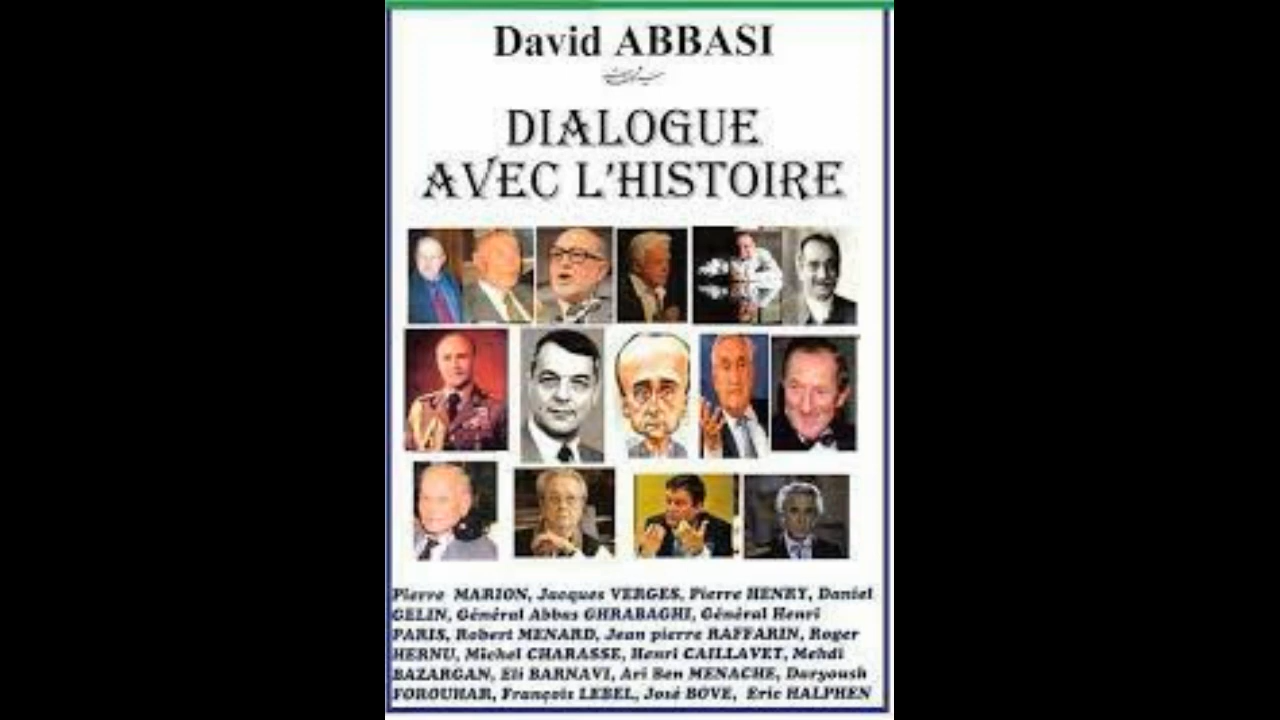 David ABBASI
DIALOGUE
AVEC L'HISTOIRE
Pierre MARION, Jacques VERGES, Pierre HENRY, Daniel
GELIN, Général Abbas GHRABAGHI, Général Henri
PARIS, Robert MENARD, Jean pierre RAFFARIN, Roger
HERNU, Michel CHARASSE, Henri CAILLAVET, Mehdi
BAZARGAN, Eli BARNAVI, Ari Ben MENACHE, Daryoush
FOROUHAR, François LEBEL, José BOVE, Eric HALPHEN